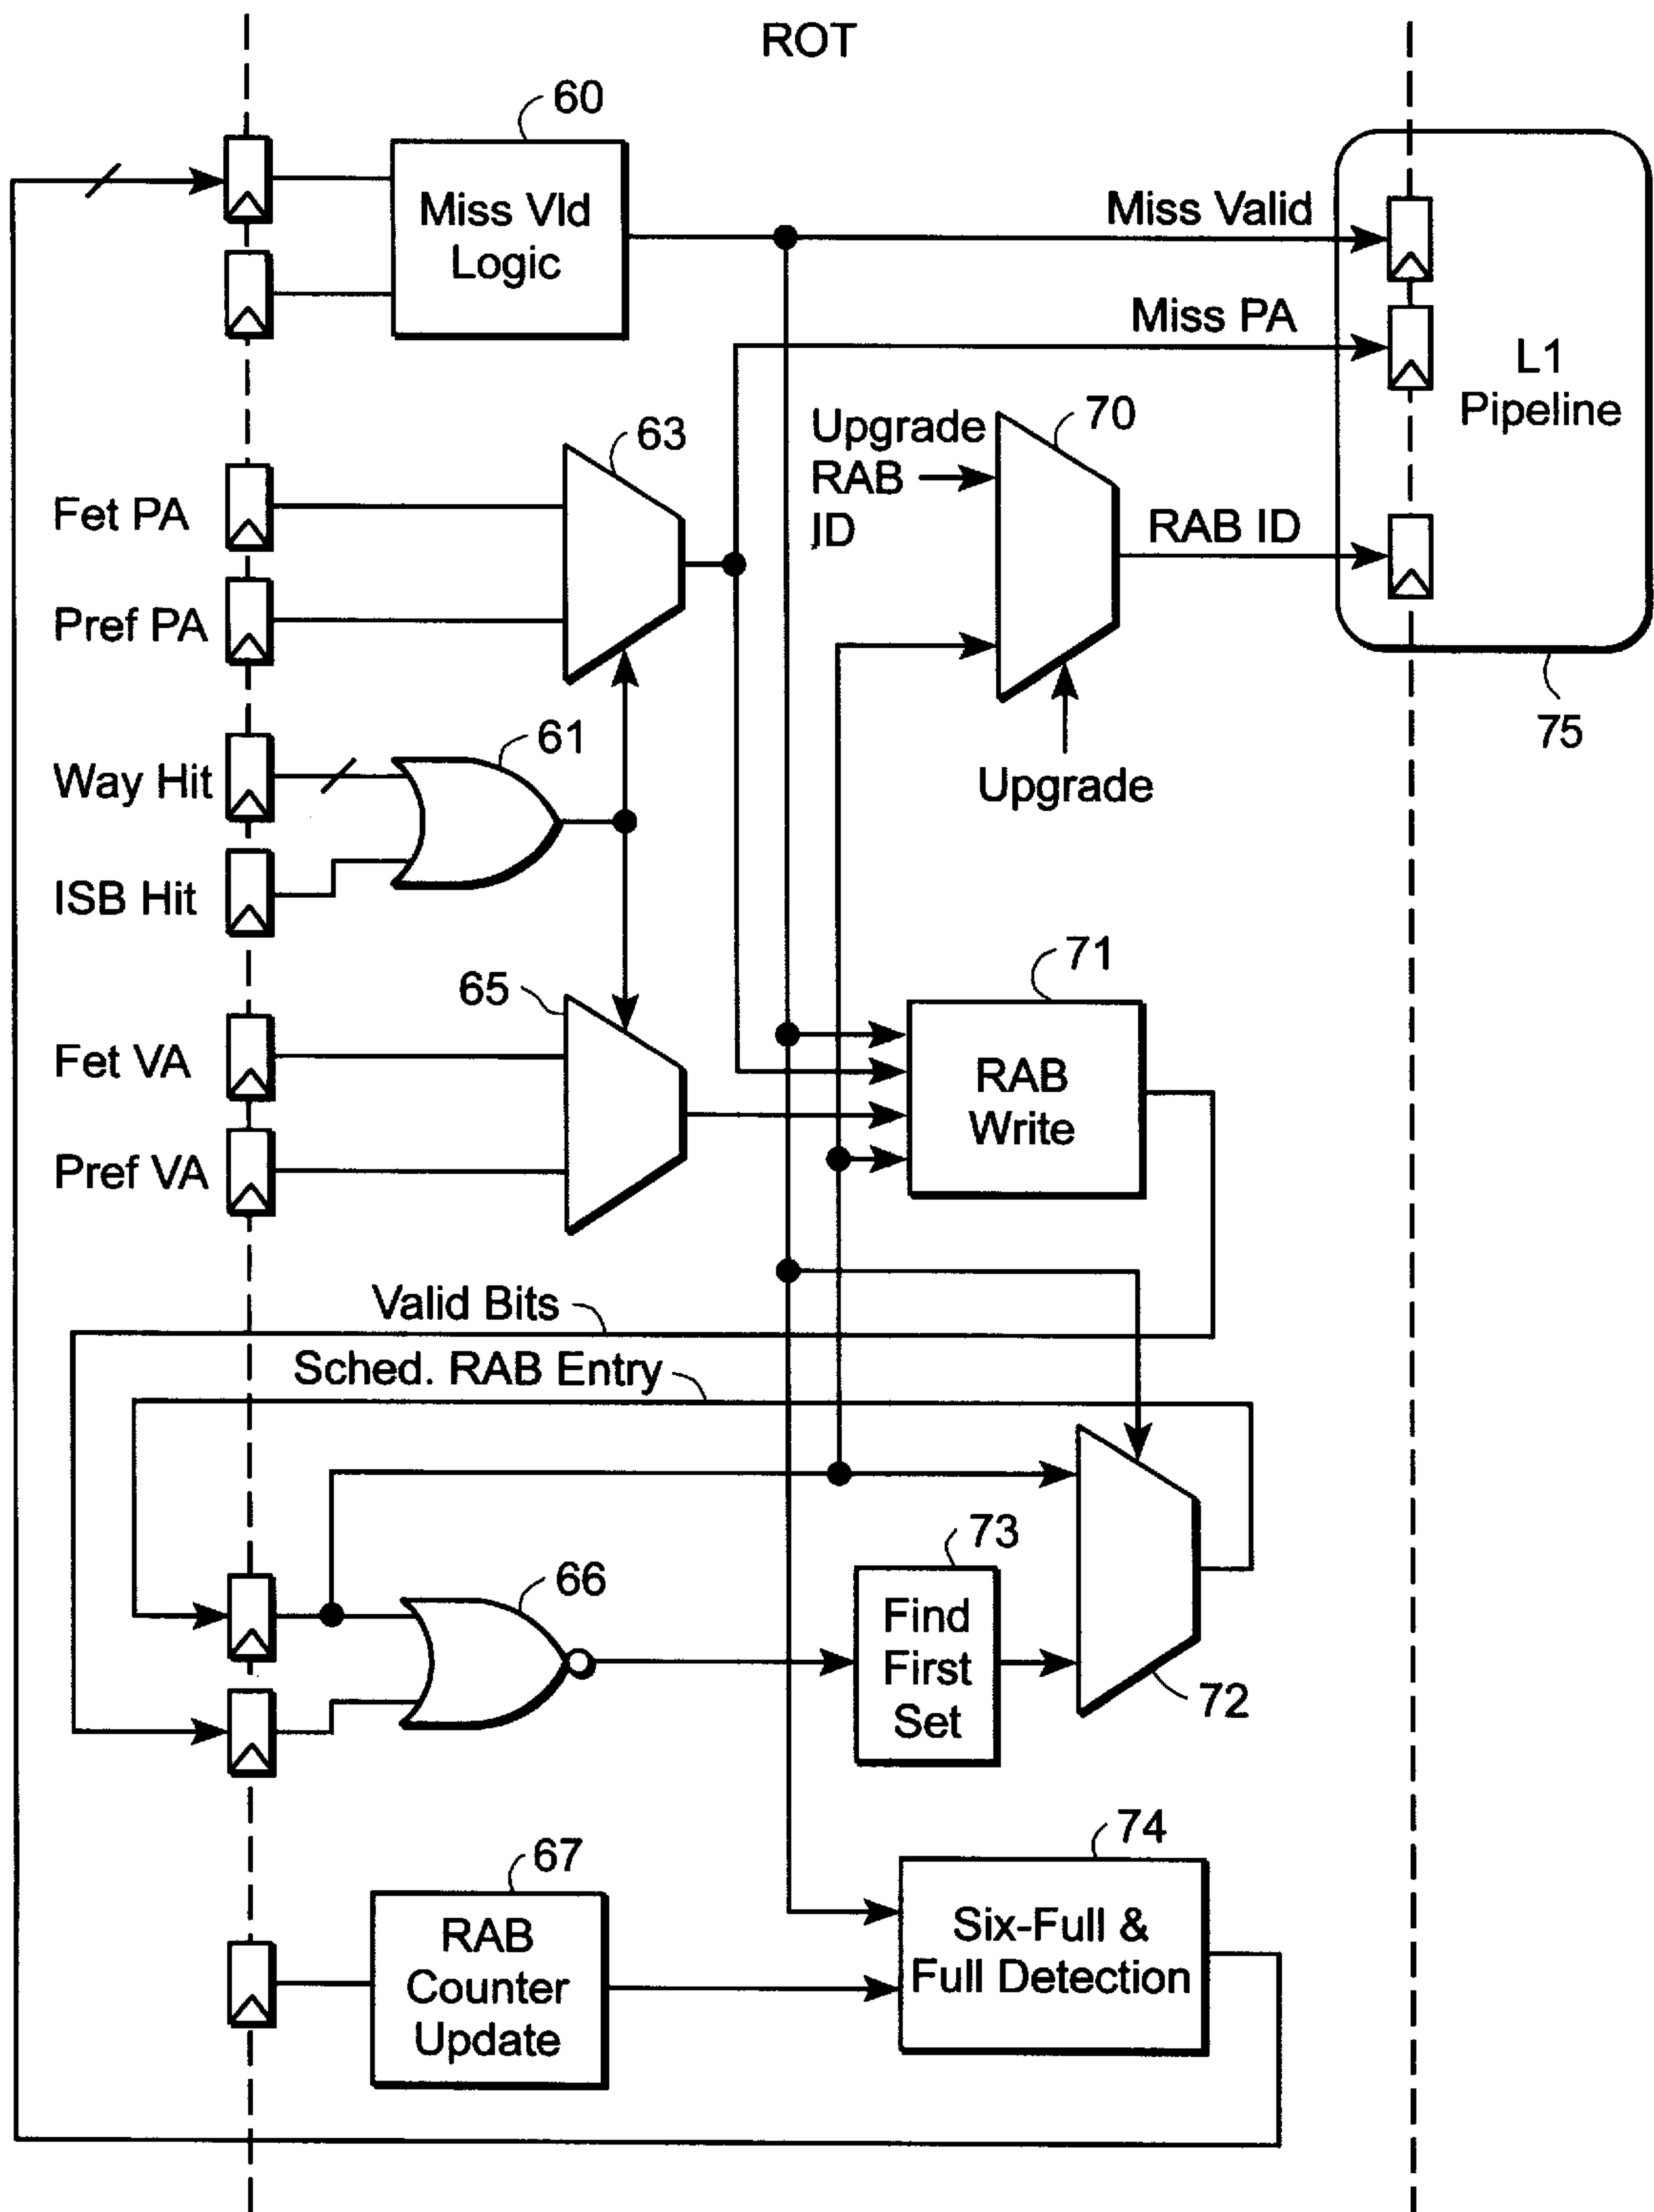 ROT
60
Miss Vld
Logic
Miss Valid
Miss PA
L1
Pipeline
63
70
Upgrade
RAB
ID
Fet PA
RAB ID
Pref PA
75
61
Way Hit
Upgrade
ISB Hit
71
65
Fet VA
RAB
Write
Pref VA
Valid Bits
Sched. RAB Entry
73
66
Find
First
Set
72
74
67
RAB
Counter
Update
Six-Full &
Full Detection